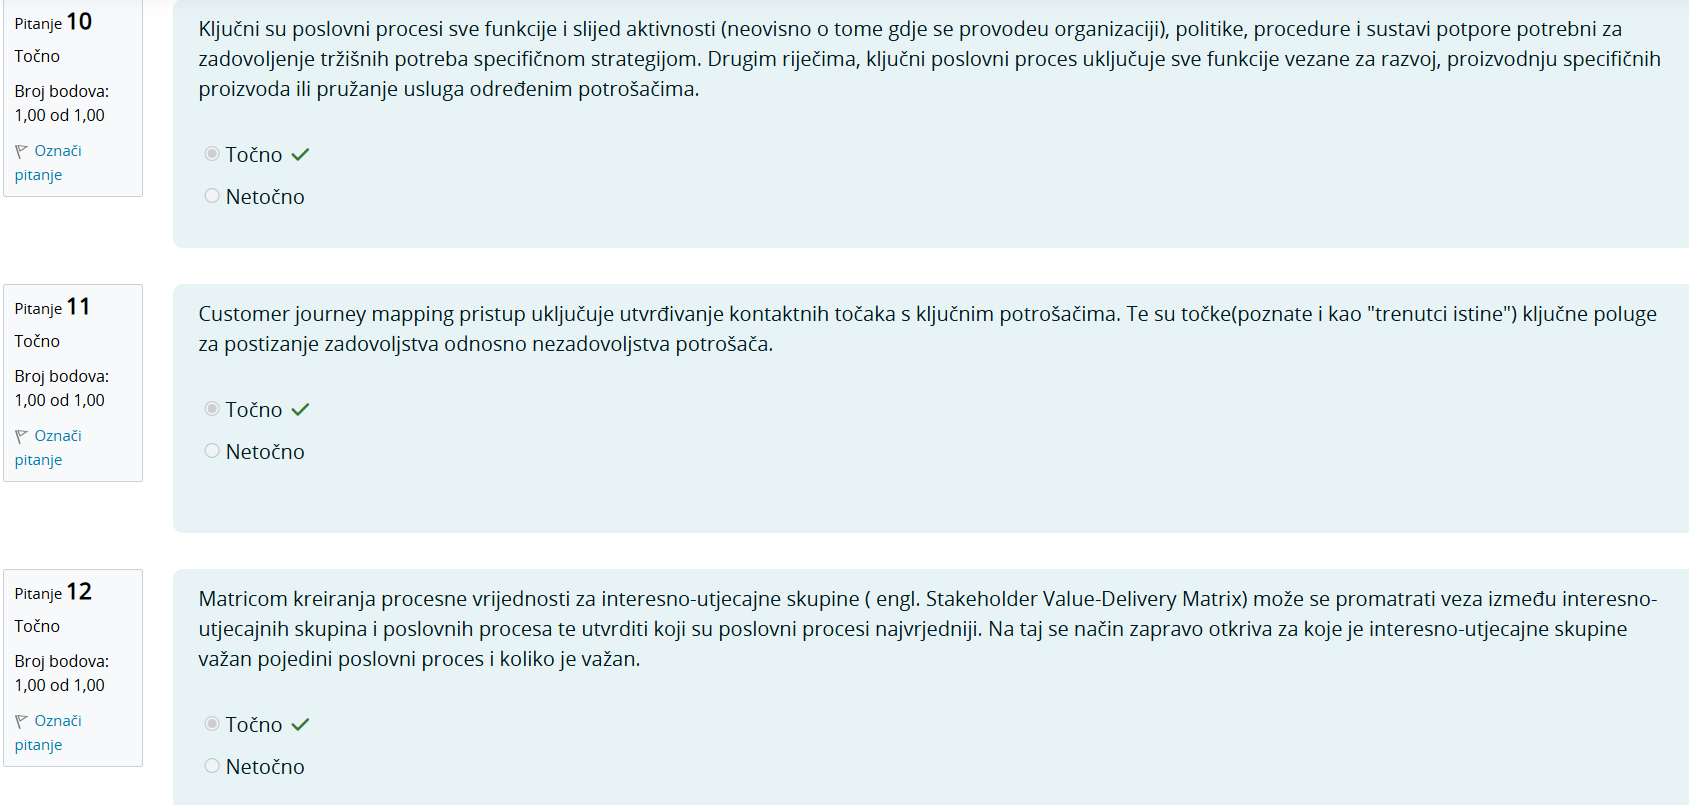 Pitanje 10
Točno
Broj bodova:
1,00 od 1,00
Označi
pitanje
Ključni su poslovni procesi sve funkcije i slijed aktivnosti (neovisno o tome gdje se provodeu organizaciji), politike, procedure i sustavi potpore potrebni za
zadovoljenje tržišnih potreba specifičnom strategijom. Drugim riječima, ključni poslovni proces uključuje sve funkcije vezane za razvoj, proizvodnju specifičnih
proizvoda ili pružanje usluga određenim potrošačima.
Točno
Netočno
Pitanje 11
Točno
Broj bodova:
1,00 od 1,00
Označi
pitanje
Customer journey mapping pristup uključuje utvrđivanje kontaktnih točaka s ključnim potrošačima. Te su točke(poznate i kao "trenutci istine") ključne poluge
za postizanje zadovoljstva odnosno nezadovoljstva potrošača.
Točno
Netočno
Pitanje 12
Točno
Broj bodova:
1,00 od 1,00
Označi
pitanje
Matricom kreiranja procesne vrijednosti za interesno-utjecajne skupine ( engl. Stakeholder Value-Delivery Matrix) može se promatrati veza između interesno-
utjecajnih skupina i poslovnih procesa te utvrditi koji su poslovni procesi najvrjedniji. Na taj se način zapravo otkriva za koje je interesno-utjecajne skupine
važan pojedini poslovni proces i koliko je važan.
Točno
Netočno